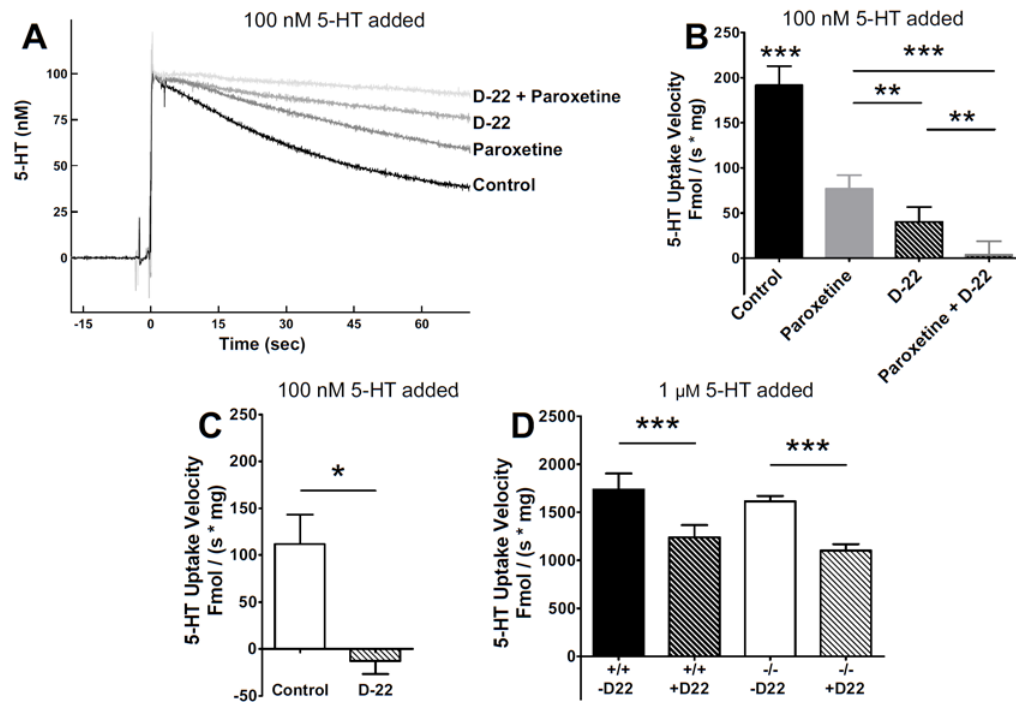 A
100 nM 5-HT added
5-HT (nM)
100
75
50
25
0
D-22 + Paroxetine
D-22
Paroxetine
Control
-15
0
15
30
45
60
Time (sec)
B
100 nM 5-HT added
5-HT Uptake Velocity
Fmol / (s * mg)
250
200
150
100
50
0
***
***
**
**
Control
Paroxetine
D-22
Paroxetine + D-22
C
100 nM 5-HT added
5-HT Uptake Velocity
Fmol / (s * mg)
250
200
150
100
50
0
-50
*
Control
D-22
D
1 μM 5-HT added
5-HT Uptake Velocity
Fmol / (s * mg)
2500
2000
1500
1000
500
0
***
***
+/+
-D22
+/+
+D22
-/-
-D22
-/-
+D22